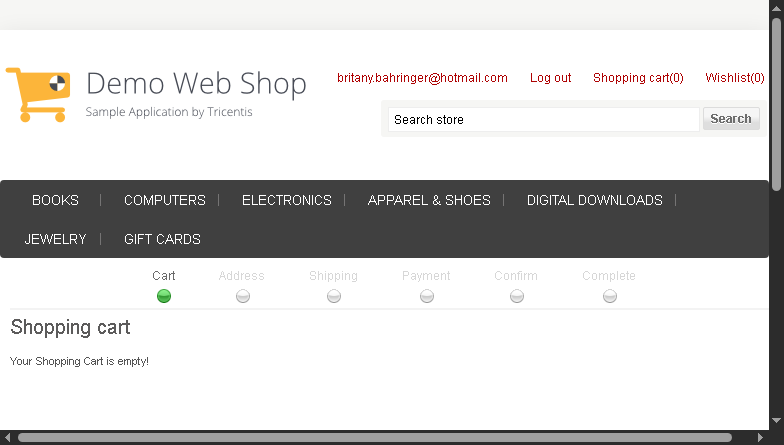 Demo Web Shop
Sample Application by Tricentis
britany.bahringer@hotmail.com Log out Shopping cart(0) Wishlist(0)
Search store Search
BOOKS COMPUTERS ELECTRONICS APPAREL & SHOES DIGITAL DOWNLOADS
JEWELRY GIFT CARDS
Cart Address Shipping Payment Confirm Complete
Shopping cart
Your Shopping Cart is empty!